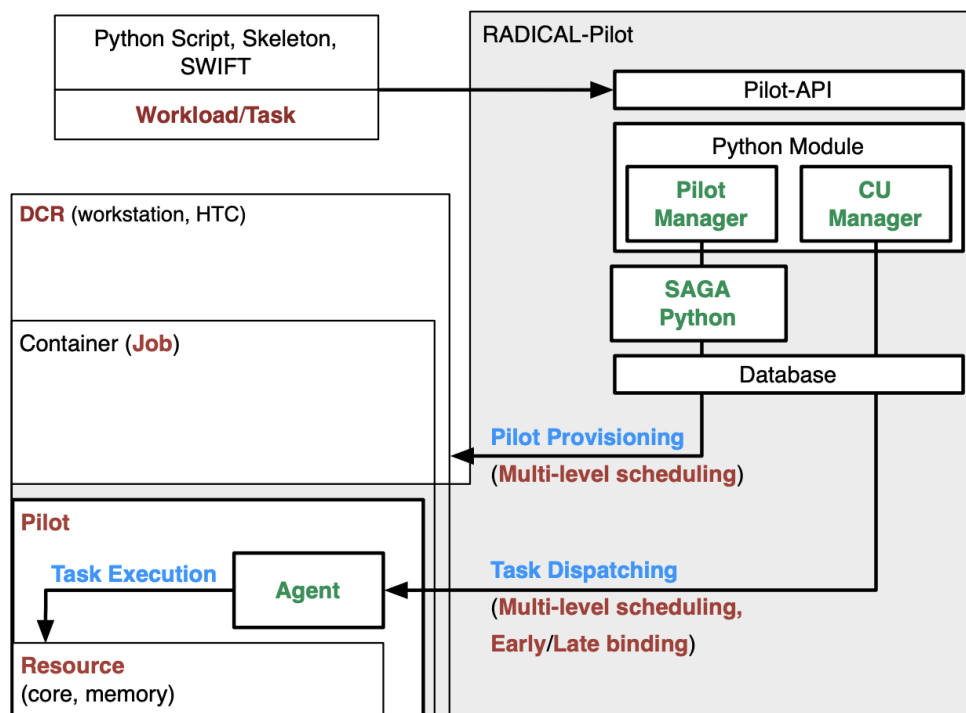 Python Script, Skeleton,
SWIFT
Workload/Task
RADICAL-Pilot
Pilot-API
Python Module
Pilot
Manager
CU
Manager
SAGA
Python
Database
DCR (workstation, HTC)
Container (Job)
Pilot Provisioning
(Multi-level scheduling)
Pilot
Task Execution
Agent
Task Dispatching
(Multi-level scheduling,
Early/Late binding)
Resource
(core, memory)